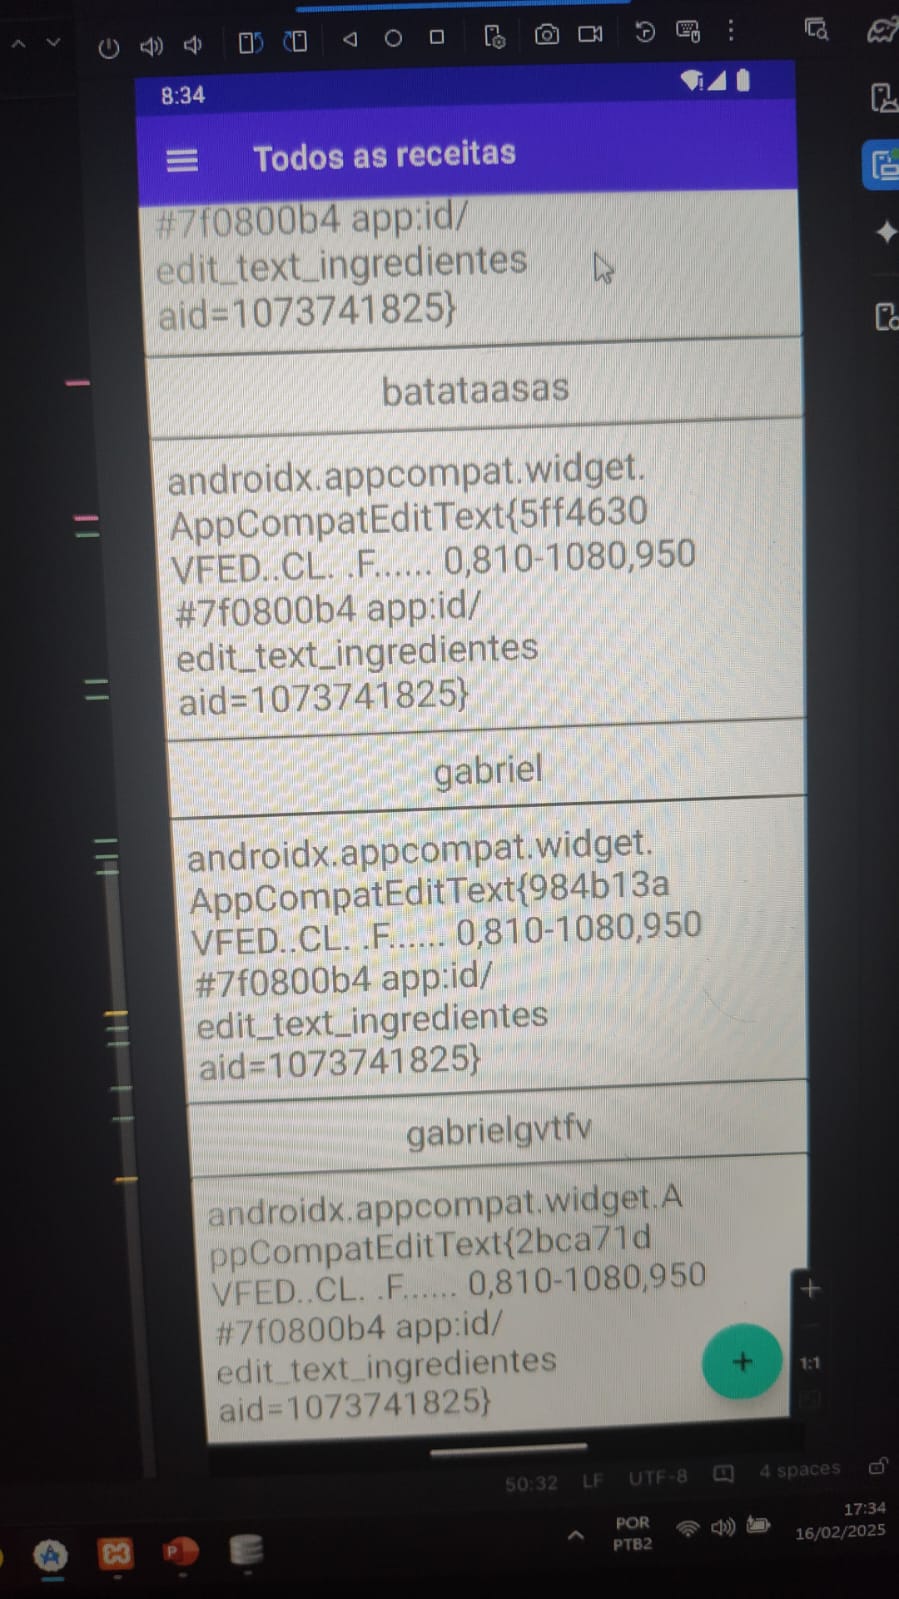 8:34
Todos as receitas
#7f0800b4 app:id/
edit_text_ingredientes
aid=1073741825}
batataasas
androidx.appcompat.widget.
AppCompatEditText{5ff4630
VFED..CL. .F...... 0,810-1080,950
#7f0800b4 app:id/
edit_text_ingredientes
aid=1073741825}
gabriel
androidx.appcompat.widget.
AppCompatEditText{984b13a
VFED..CL. .F...... 0,810-1080,950
#7f0800b4 app:id/
edit_text_ingredientes
aid=1073741825}
gabrielgvtfv
androidx.appcompat.widget.A
ppCompatEditText{2bca71d
VFED..CL. .F...... 0,810-1080,950
#7f0800b4 app:id/
edit_text_ingredientes
aid=1073741825}
+
+
1:1
50:32 LF UTF-8 4 spaces
POR
PTB2
17:34
16/02/2025
P